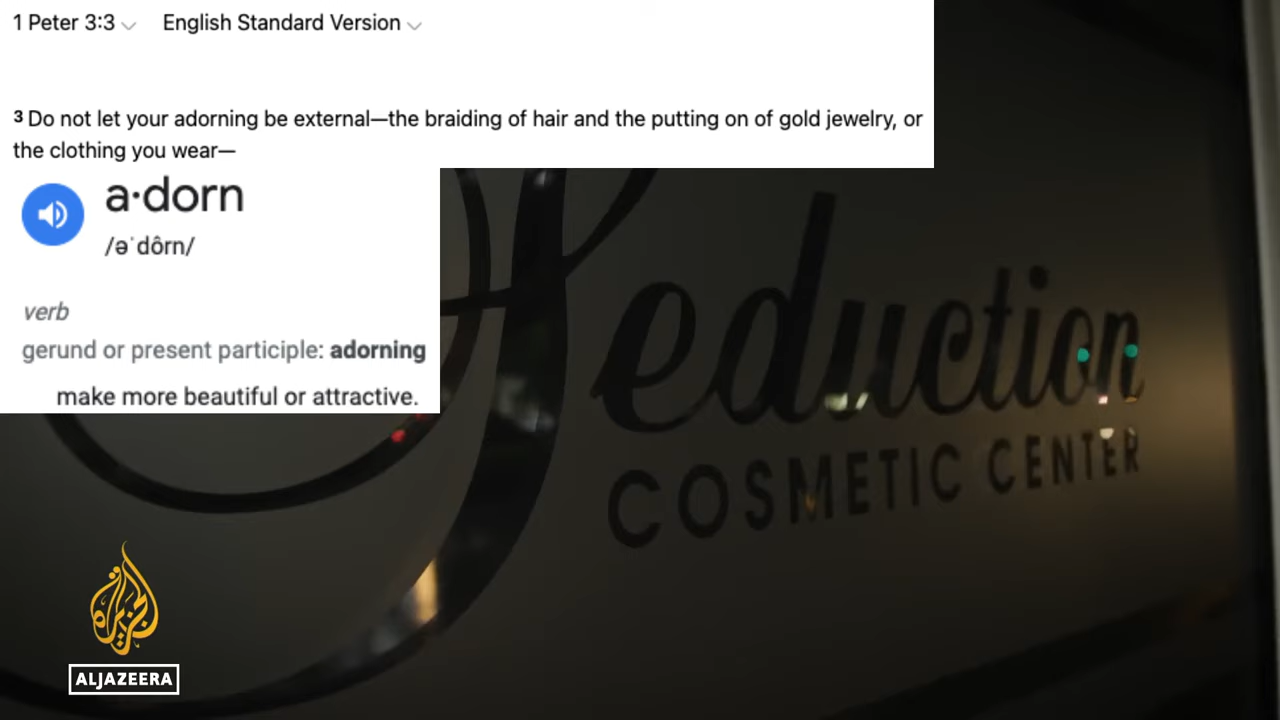 1 Peter 3:3 English Standard Version
3 Do not let your adorning be external—the braiding of hair and the putting on of gold jewelry, or
the clothing you wear—
a·dorn
/əˈdôrn/
verb
gerund or present participle: adorning
make more beautiful or attractive.
Seduction
COSMETIC CENTER
الجزيرة
ALJAZEERA